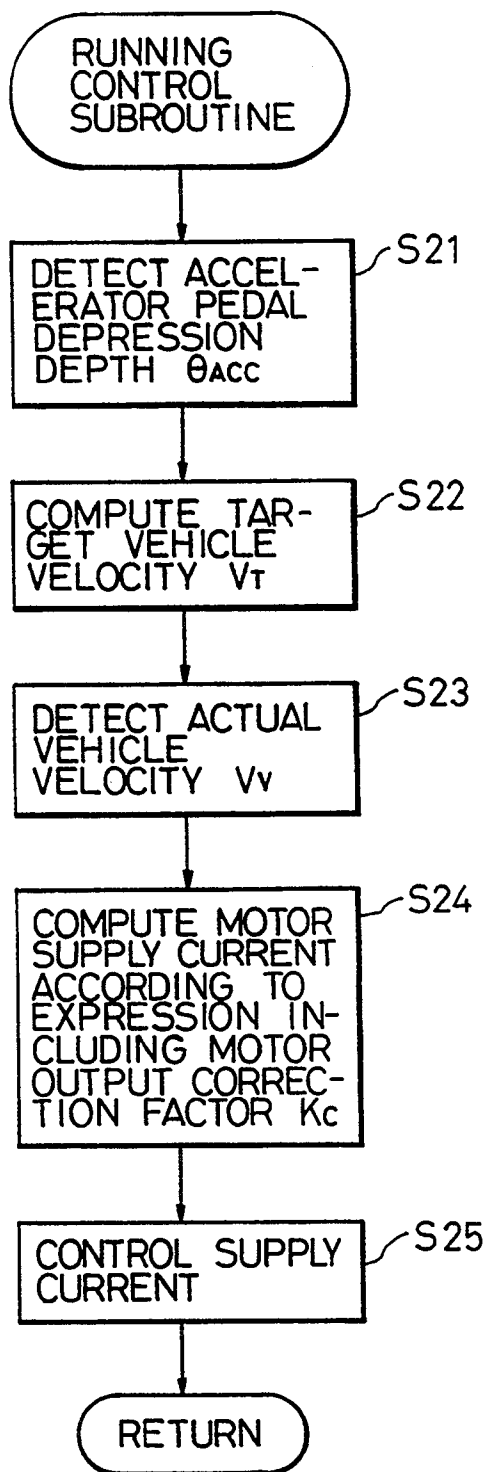 RUNNING
CONTROL
SUBROUTINE
S21
DETECT ACCEL-
ERATOR PEDAL
DEPRESSION
DEPTH θACC
S22
COMPUTE TAR-
GET VEHICLE
VELOCITY VT
S23
DETECT ACTUAL
VEHICLE
VELOCITY VV
S24
COMPUTE MOTOR
SUPPLY CURRENT
ACCORDING TO
EXPRESSION IN-
CLUDING MOTOR
OUTPUT CORREC-
TION FACTOR KC
S25
CONTROL SUPPLY
CURRENT
RETURN